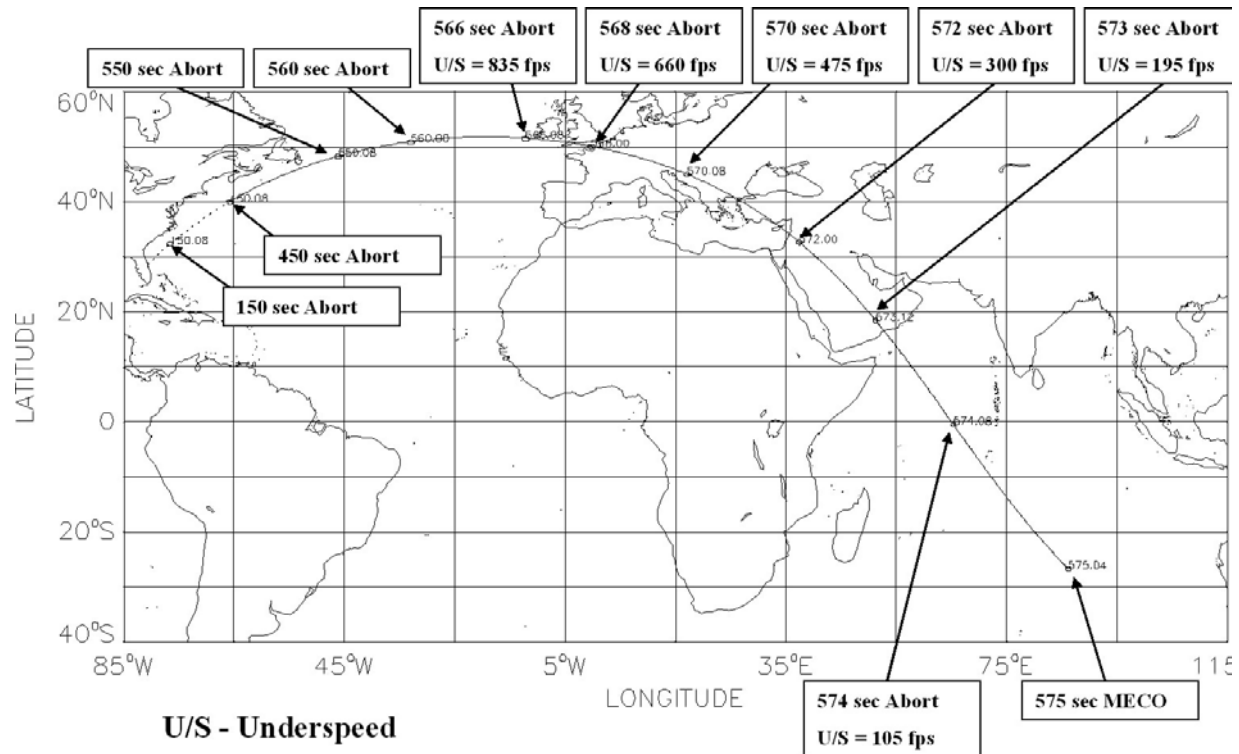 566 sec Abort
U/S = 835 fps
568 sec Abort
U/S = 660 fps
570 sec Abort
U/S = 475 fps
572 sec Abort
U/S = 300 fps
573 sec Abort
U/S = 195 fps
550 sec Abort
560 sec Abort
60°N
40°N
20°N
0
20°S
40°S
LATITUDE
560.00
550.08
570.08
572.00
573.12
574.08
575.04
150.08
450 sec Abort
150 sec Abort
85°W
45°W
5°W
35°E
75°E
115
LONGITUDE
574 sec Abort
U/S = 105 fps
575 sec MECO
U/S - Underspeed